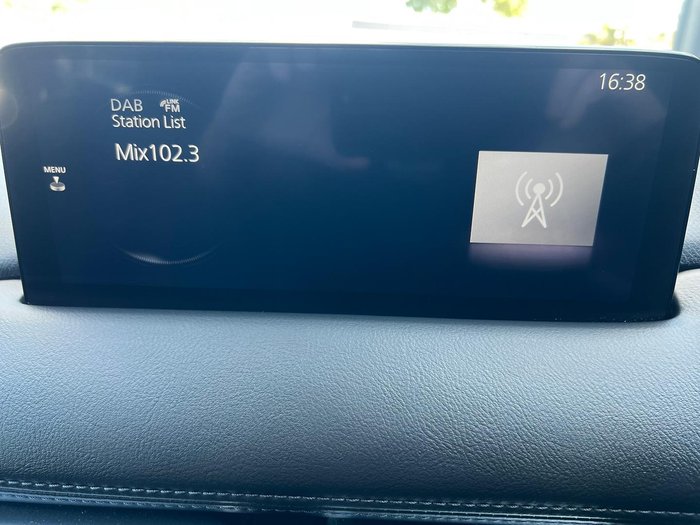 16:38
DAB LINK FM
Station List
Mix102.3
MENU